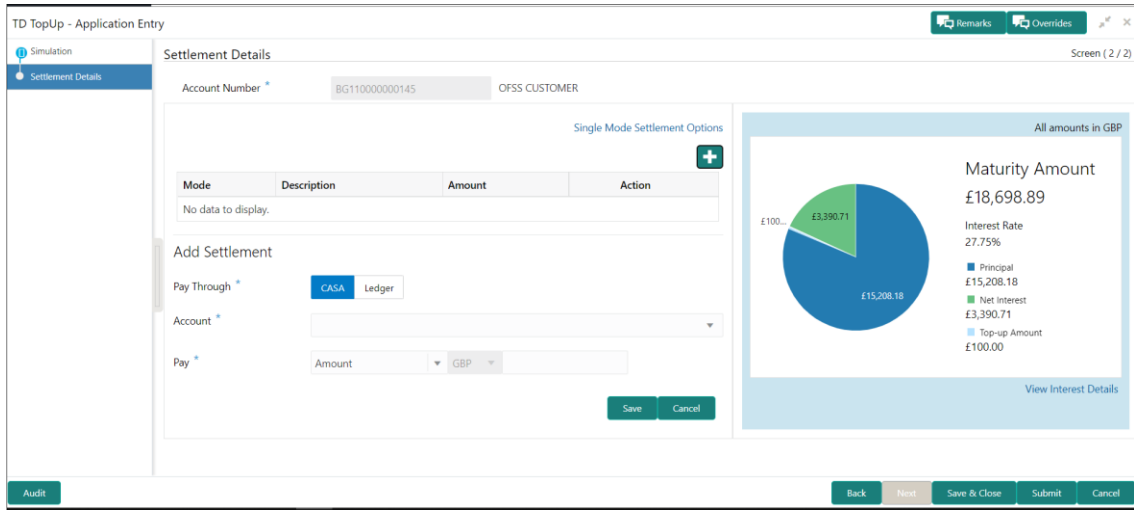 TD TopUp - Application Entry
Remarks
Overrides
Simulation
Settlement Details
Settlement Details
Screen ( 2 / 2)
Account Number *
BG110000000145
OFSS CUSTOMER
Single Mode Settlement Options
Mode Description Amount Action
No data to display.
Add Settlement
Pay Through *
CASA Ledger
Account *
Pay *
Amount
GBP
Save Cancel
All amounts in GBP
£100...
£3,390.71
£15,208.18
Maturity Amount
£18,698.89
Interest Rate
27.75%
Principal
£15,208.18
Net Interest
£3,390.71
Top-up Amount
£100.00
View Interest Details
Audit
Back Next Save & Close Submit Cancel